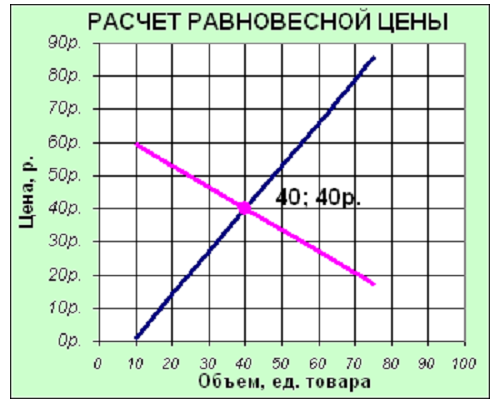 РАСЧЕТ РАВНОВЕСНОЙ ЦЕНЫ
90р.
80р.
70р.
60р.
50р.
40р.
30р.
20р.
10р.
0р.
Цена, р.
40; 40р.
0 10 20 30 40 50 60 70 80 90 100
Объем, ед. товара